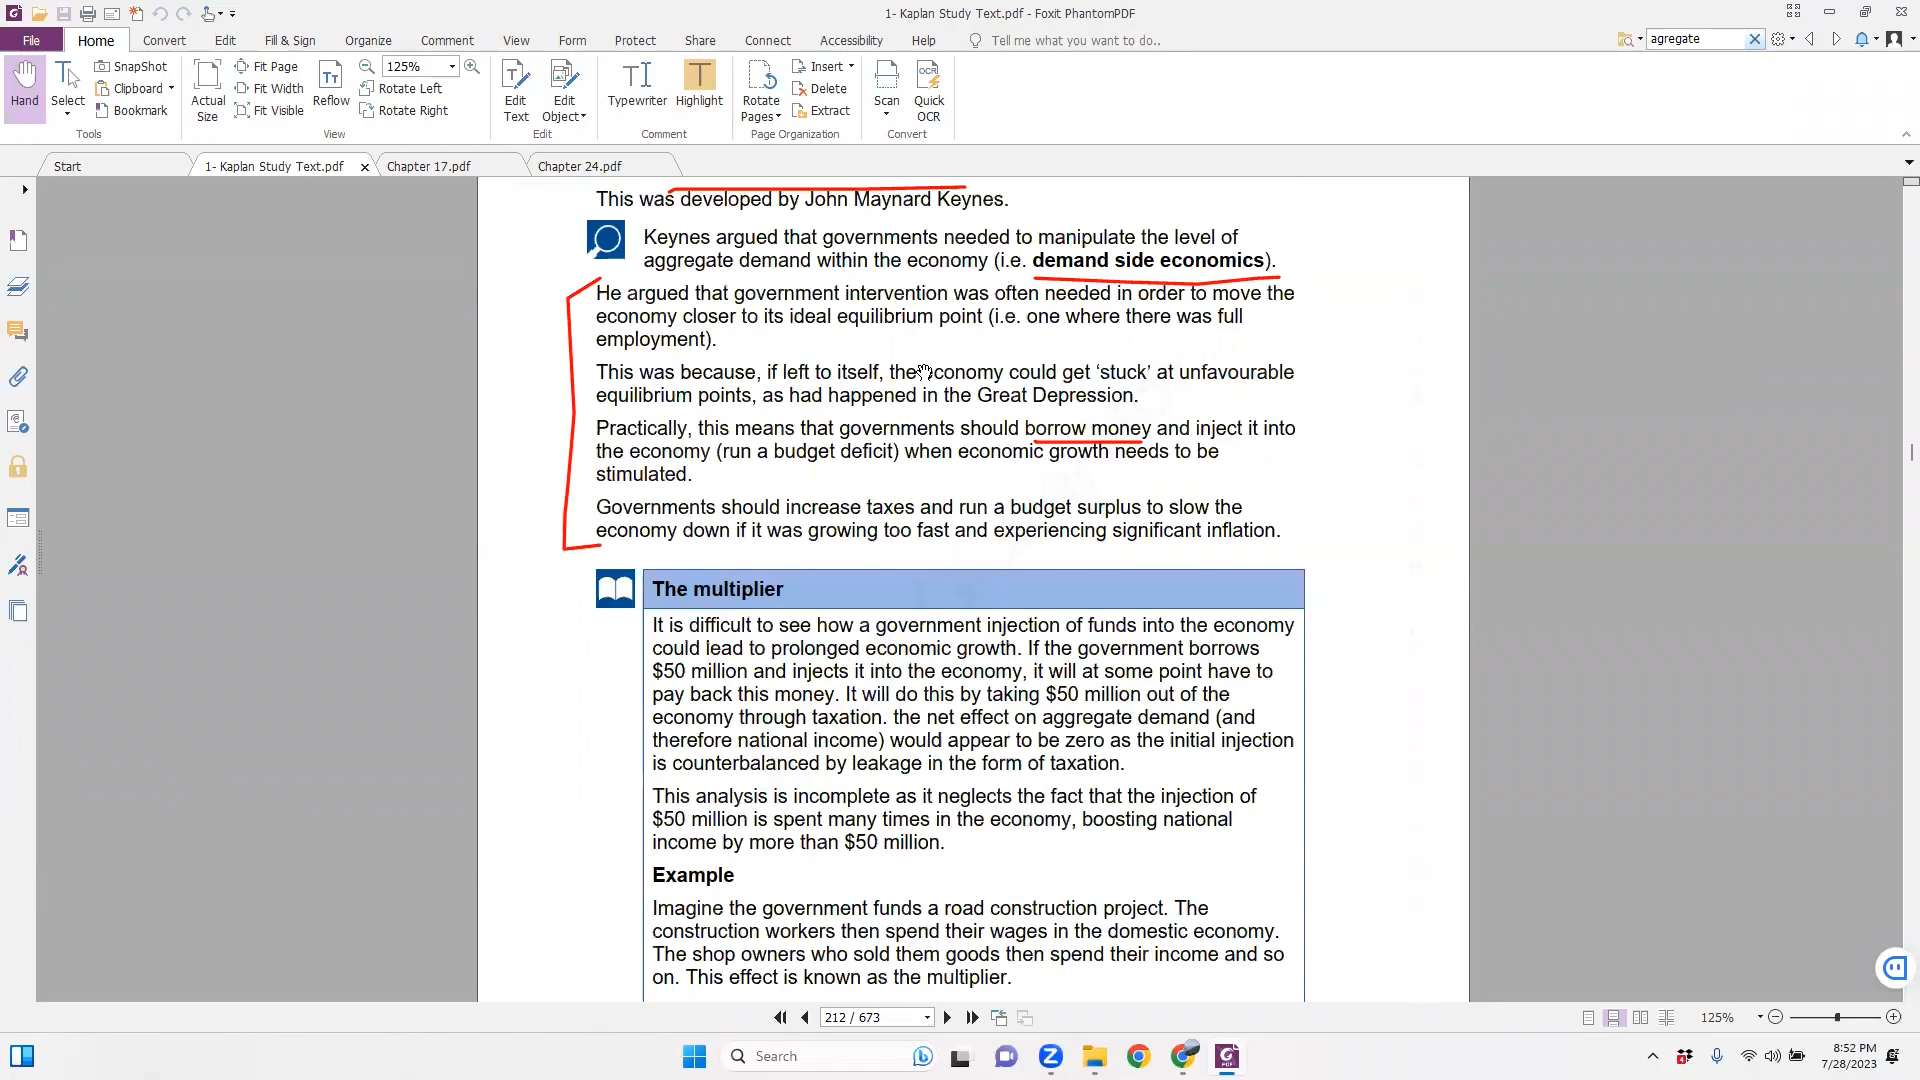 1- Kaplan Study Text.pdf - Foxit PhantomPDF
File Home Convert Edit Fill & Sign Organize Comment View Form Protect Share Connect Accessibility Help Tell me what you want to do.. agregate
Hand
Select
SnapShot
Clipboard
Bookmark
Tools
Actual Size
Fit Page
Fit Width
Fit Visible
Reflow
125%
Rotate Left
Rotate Right
View
Edit Text
Edit Object
Edit
Typewriter
Highlight
Comment
Rotate Pages
Insert
Delete
Extract
Page Organization
Scan
Quick OCR
Convert
Start 1- Kaplan Study Text.pdf Chapter 17.pdf Chapter 24.pdf
This was developed by John Maynard Keynes.
Keynes argued that governments needed to manipulate the level of
aggregate demand within the economy (i.e. demand side economics).
He argued that government intervention was often needed in order to move the
economy closer to its ideal equilibrium point (i.e. one where there was full
employment).
This was because, if left to itself, the economy could get ‘stuck’ at unfavourable
equilibrium points, as had happened in the Great Depression.
Practically, this means that governments should borrow money and inject it into
the economy (run a budget deficit) when economic growth needs to be
stimulated.
Governments should increase taxes and run a budget surplus to slow the
economy down if it was growing too fast and experiencing significant inflation.
The multiplier
It is difficult to see how a government injection of funds into the economy
could lead to prolonged economic growth. If the government borrows
$50 million and injects it into the economy, it will at some point have to
pay back this money. It will do this by taking $50 million out of the
economy through taxation. the net effect on aggregate demand (and
therefore national income) would appear to be zero as the initial injection
is counterbalanced by leakage in the form of taxation.
This analysis is incomplete as it neglects the fact that the injection of
$50 million is spent many times in the economy, boosting national
income by more than $50 million.
Example
Imagine the government funds a road construction project. The
construction workers then spend their wages in the domestic economy.
The shop owners who sold them goods then spend their income and so
on. This effect is known as the multiplier.
212 / 673
125%
Search
8:52 PM
7/28/2023